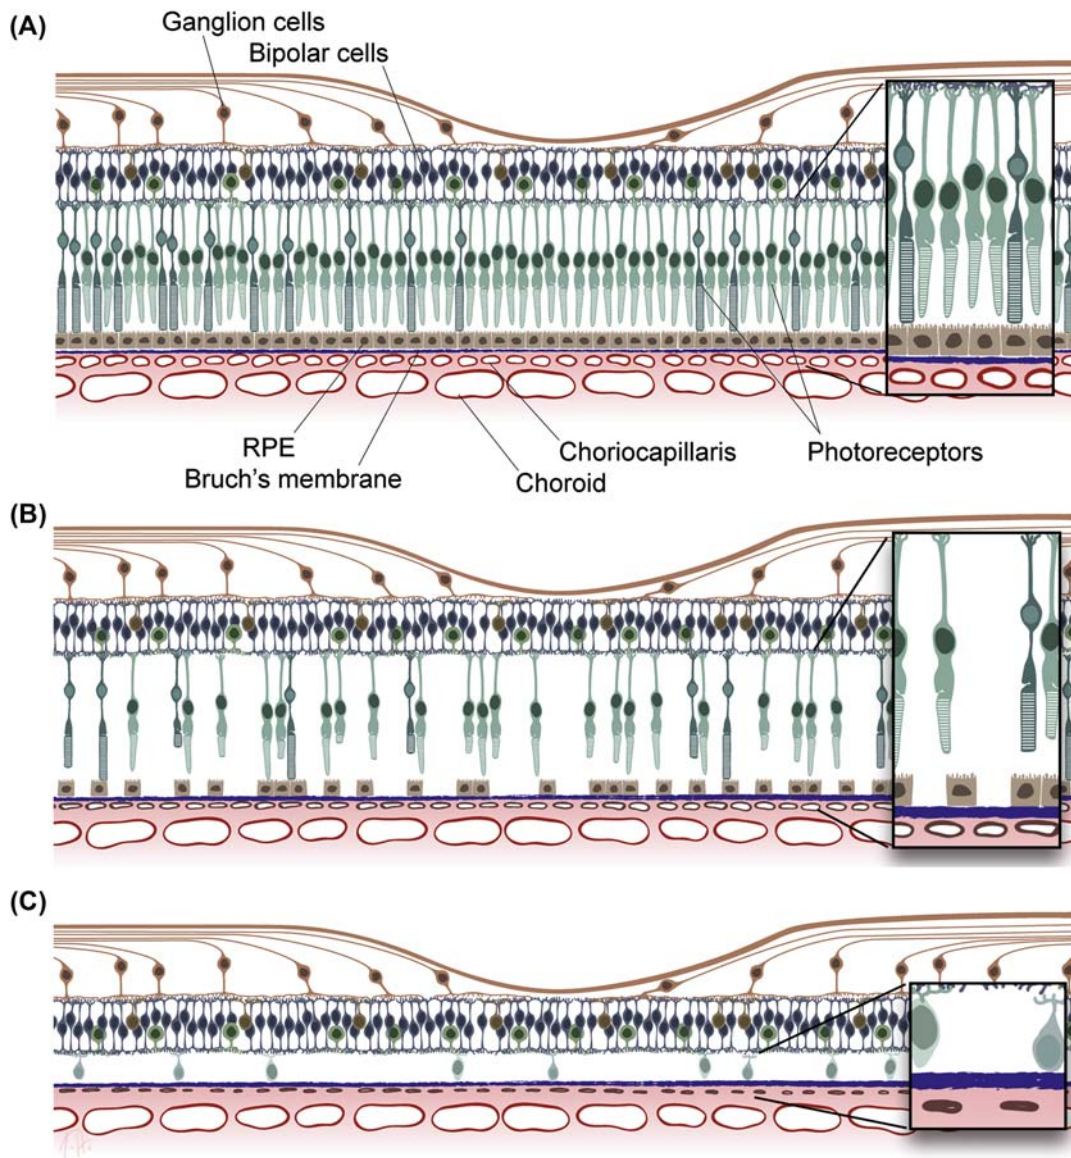 (A)
Ganglion cells
Bipolar cells
RPE
Bruch's membrane
Choriocapillaris
Choroid
Photoreceptors
(B)
(C)